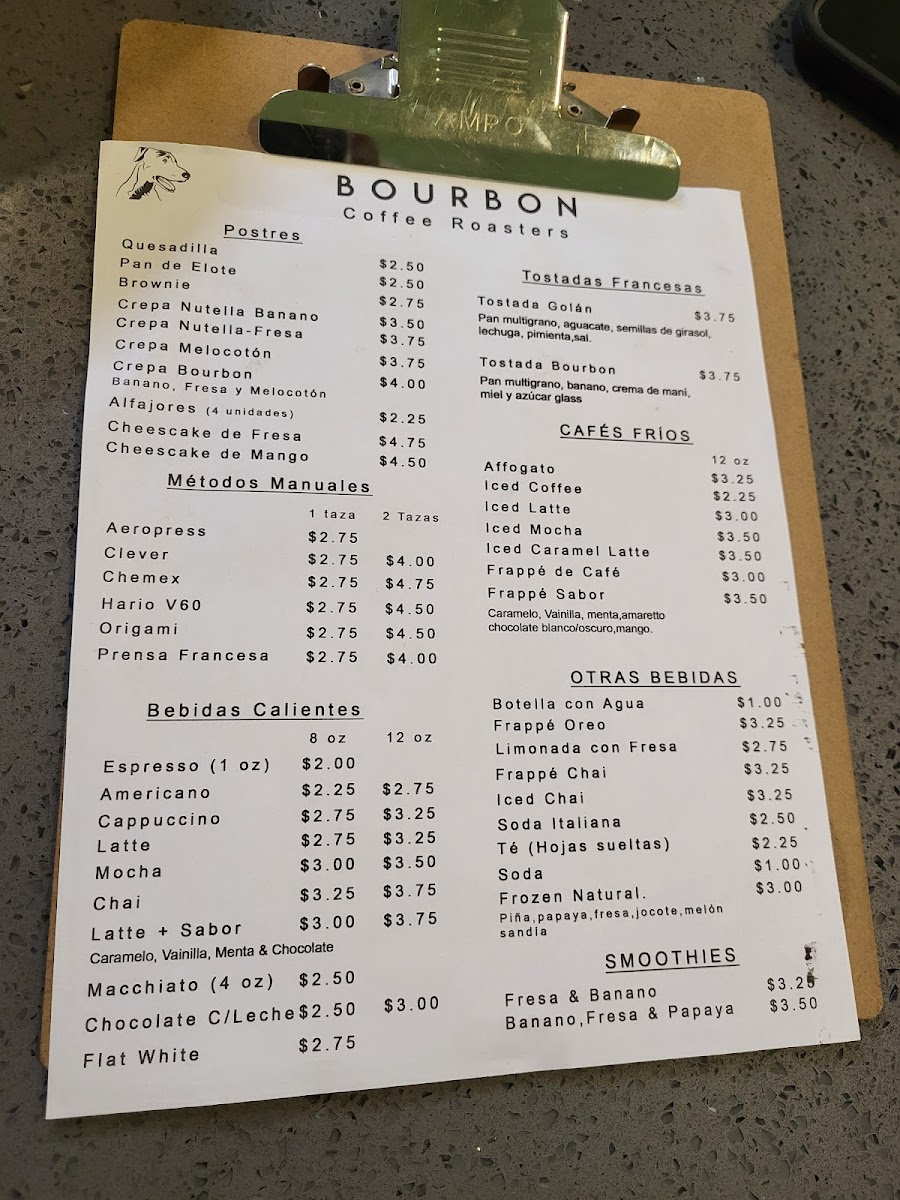 AMPO
BOURBON
Coffee Roasters
Postres
Quesadilla $2.50
Pan de Elote $2.50
Brownie $2.75
Crepa Nutella Banano $3.50
Crepa Nutella-Fresa $3.75
Crepa Melocotón $3.75
Crepa Bourbon $4.00
Banano, Fresa y Melocotón
Alfajores (4 unidades) $2.25
Cheescake de Fresa $4.75
Cheescake de Mango $4.50
Métodos Manuales
1 taza 2 Tazas
Aeropress $2.75
Clever $2.75 $4.00
Chemex $2.75 $4.75
Hario V60 $2.75 $4.50
Origami $2.75 $4.50
Prensa Francesa $2.75 $4.00
Bebidas Calientes
8 oz 12 oz
Espresso (1 oz) $2.00
Americano $2.25 $2.75
Cappuccino $2.75 $3.25
Latte $2.75 $3.25
Mocha $3.00 $3.50
Chai $3.25 $3.75
Latte + Sabor $3.00 $3.75
Caramelo, Vainilla, Menta & Chocolate
Macchiato (4 oz) $2.50
Chocolate C/Leche $2.50 $3.00
Flat White $2.75
Tostadas Francesas
Tostada Golán $3.75
Pan multigrano, aguacate, semillas de girasol,
lechuga, pimienta,sal.
Tostada Bourbon $3.75
Pan multigrano, banano, crema de maní,
miel y azúcar glass
CAFÉS FRÍOS
12 oz
Affogato $3.25
Iced Coffee $2.25
Iced Latte $3.00
Iced Mocha $3.50
Iced Caramel Latte $3.50
Frappé de Café $3.00
Frappé Sabor $3.50
Caramelo, Vainilla, menta,amaretto
chocolate blanco/oscuro,mango.
OTRAS BEBIDAS
Botella con Agua $1.00
Frappé Oreo $3.25
Limonada con Fresa $2.75
Frappé Chai $3.25
Iced Chai $3.25
Soda Italiana $2.50
Té (Hojas sueltas) $2.25
Soda $1.00
Frozen Natural. $3.00
Piña,papaya,fresa,jocote,melón
sandía
SMOOTHIES
Fresa & Banano $3.25
Banano,Fresa & Papaya $3.50